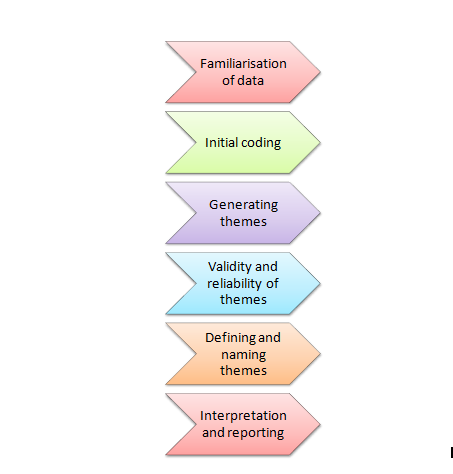 Familiarisation
of data
Initial coding
Generating
themes
Validity and
reliability of
themes
Defining and
naming
themes
Interpretation
and reporting